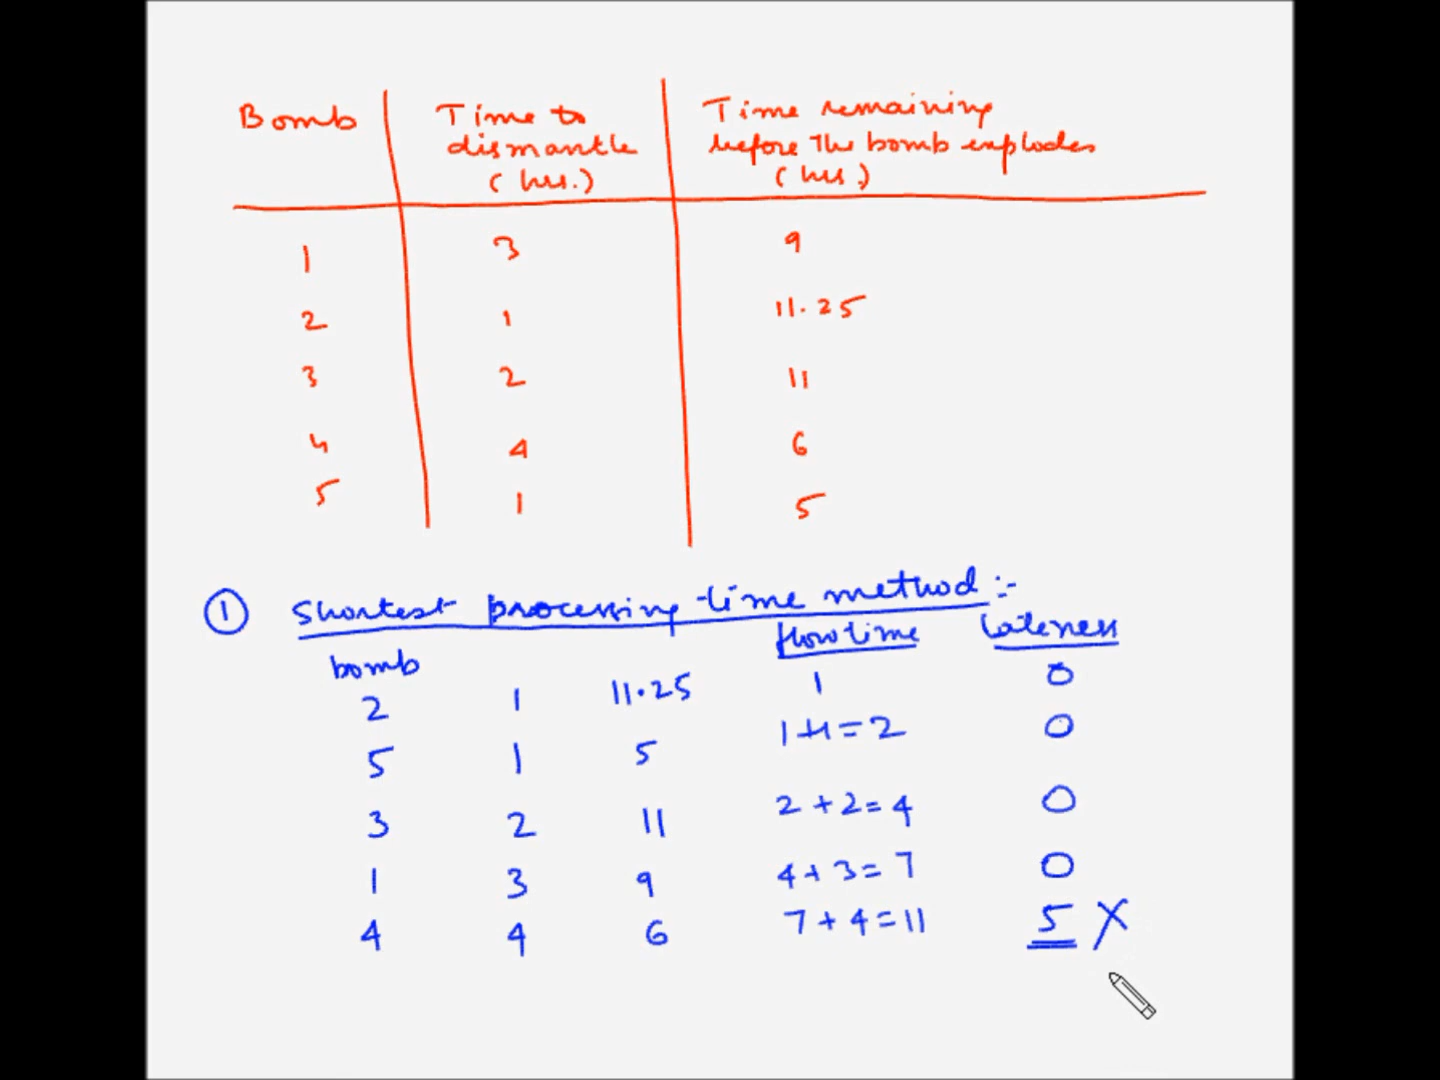 Bomb Time to dismantle (hrs.) Time remaining before the bomb explodes (hrs.)
1 3 9
2 1 11.25
3 2 11
4 4 6
5 1 5
① Shortest processing-time method :-
bomb flowtime Lateness
2 1 11.25 1 0
5 1 5 1+1=2 0
3 2 11 2+2=4 0
1 3 9 4+3=7 0
4 4 6 7+4=11 5 X